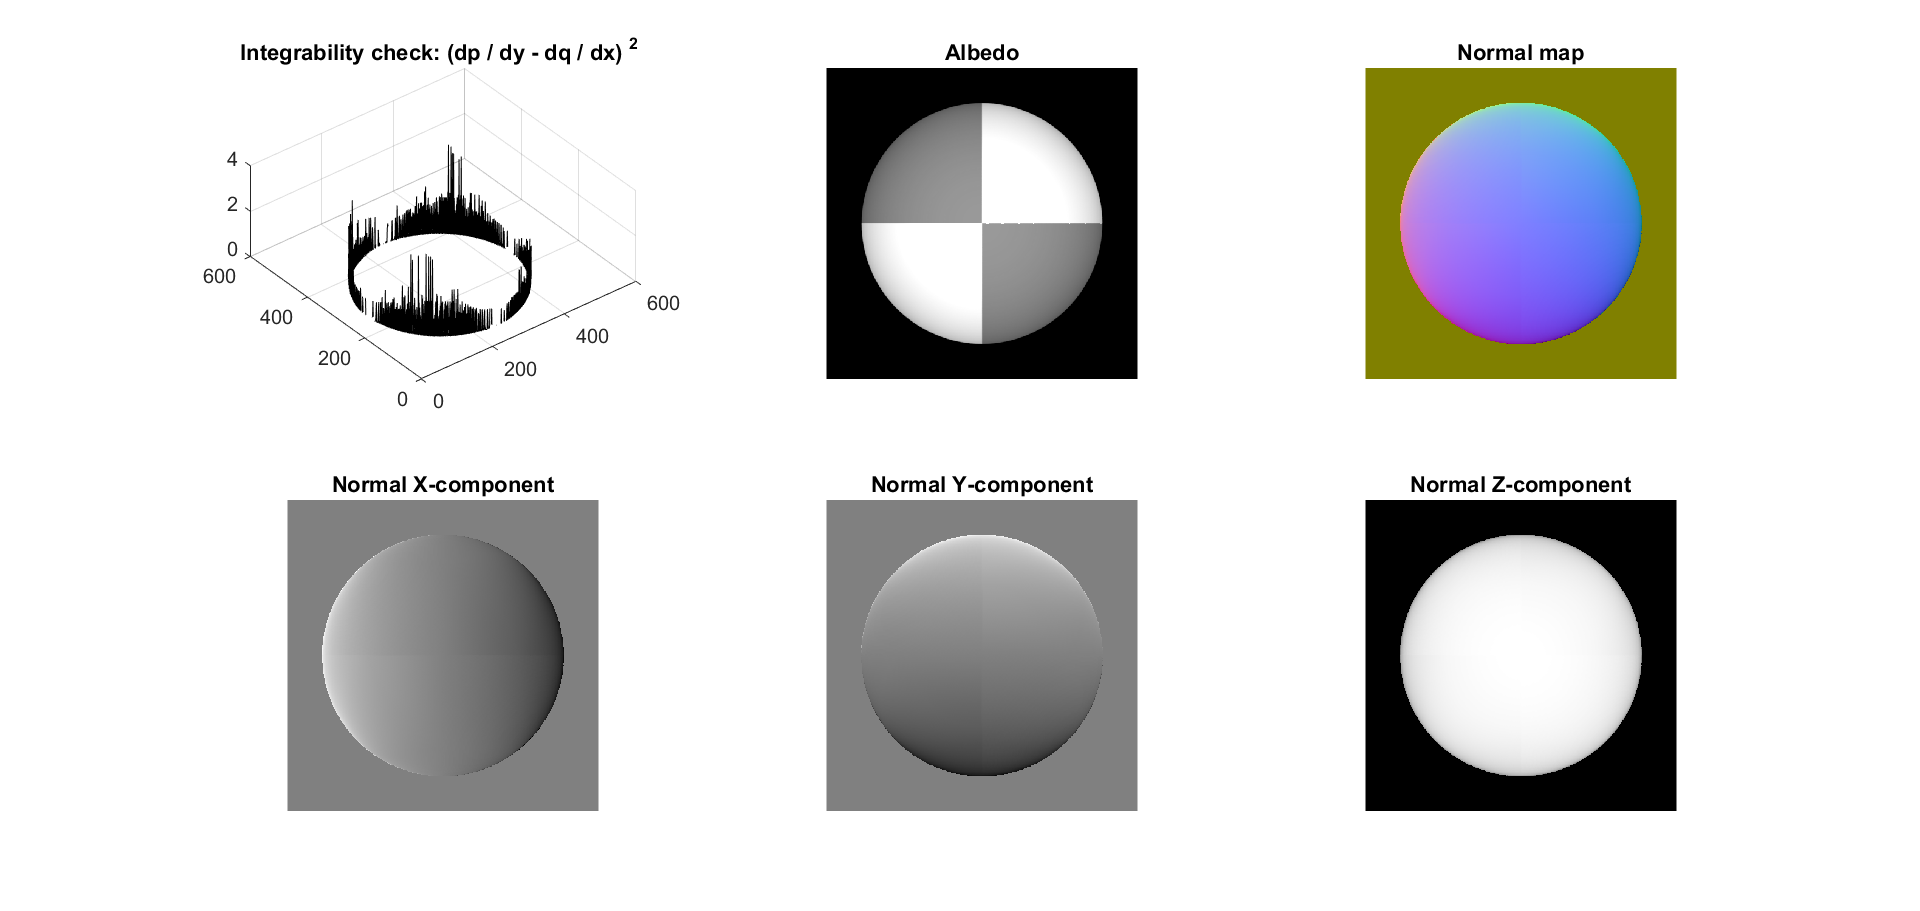 Integrability check: (dp / dy - dq / dx) 2
4
2
0
600
400
200
0
0
200
400
600
Albedo
Normal map
Normal X-component
Normal Y-component
Normal Z-component